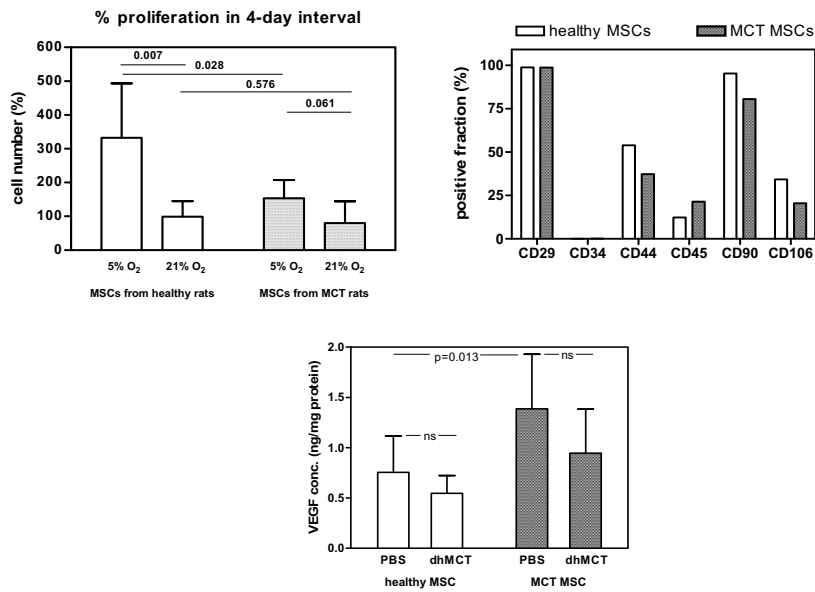 % proliferation in 4-day interval
cell number (%)
600
500
400
300
200
100
0
0.007
0.028
0.576
0.061
5% O₂ 21% O₂ 5% O₂ 21% O₂
MSCs from healthy rats MSCs from MCT rats
healthy MSCs MCT MSCs
positive fraction (%)
100
75
50
25
0
CD29 CD34 CD44 CD45 CD90 CD106
VEGF conc. (ng/mg protein)
2.0
1.5
1.0
0.5
0.0
p=0.013
ns
ns
PBS dhMCT PBS dhMCT
healthy MSC MCT MSC